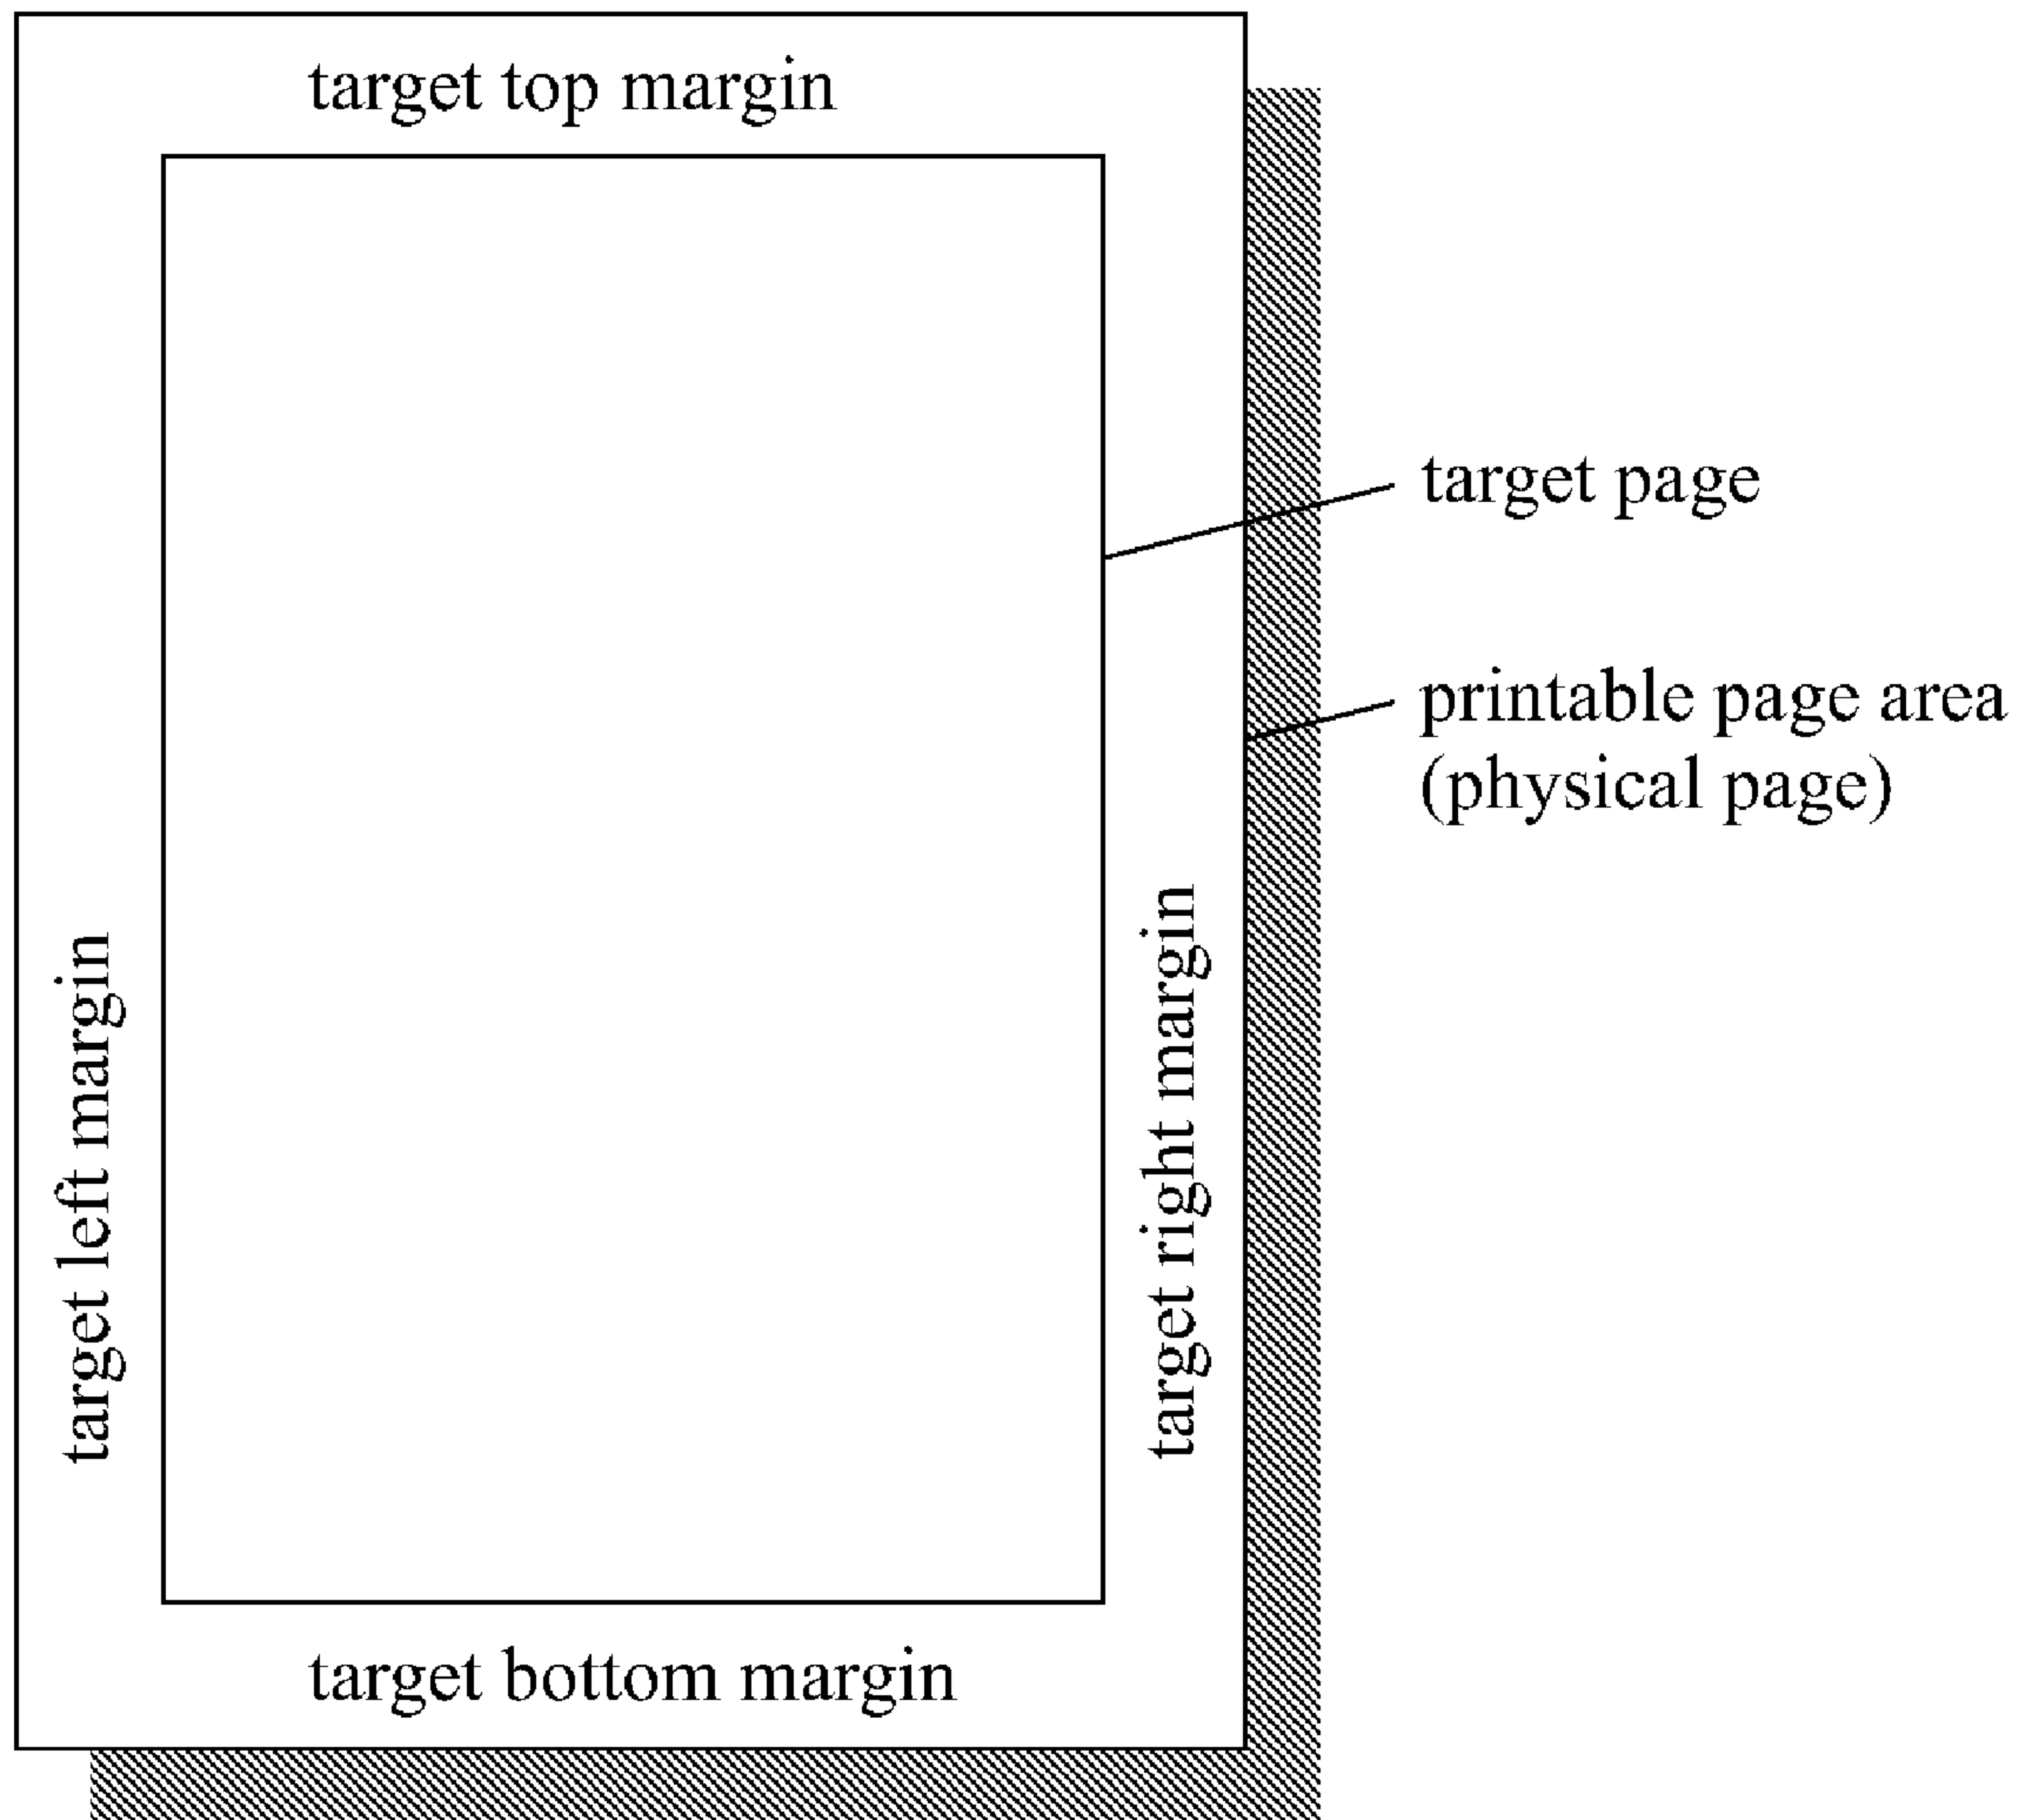 target top margin
target page
printable page area
(physical page)
target left margin
target right margin
target bottom margin